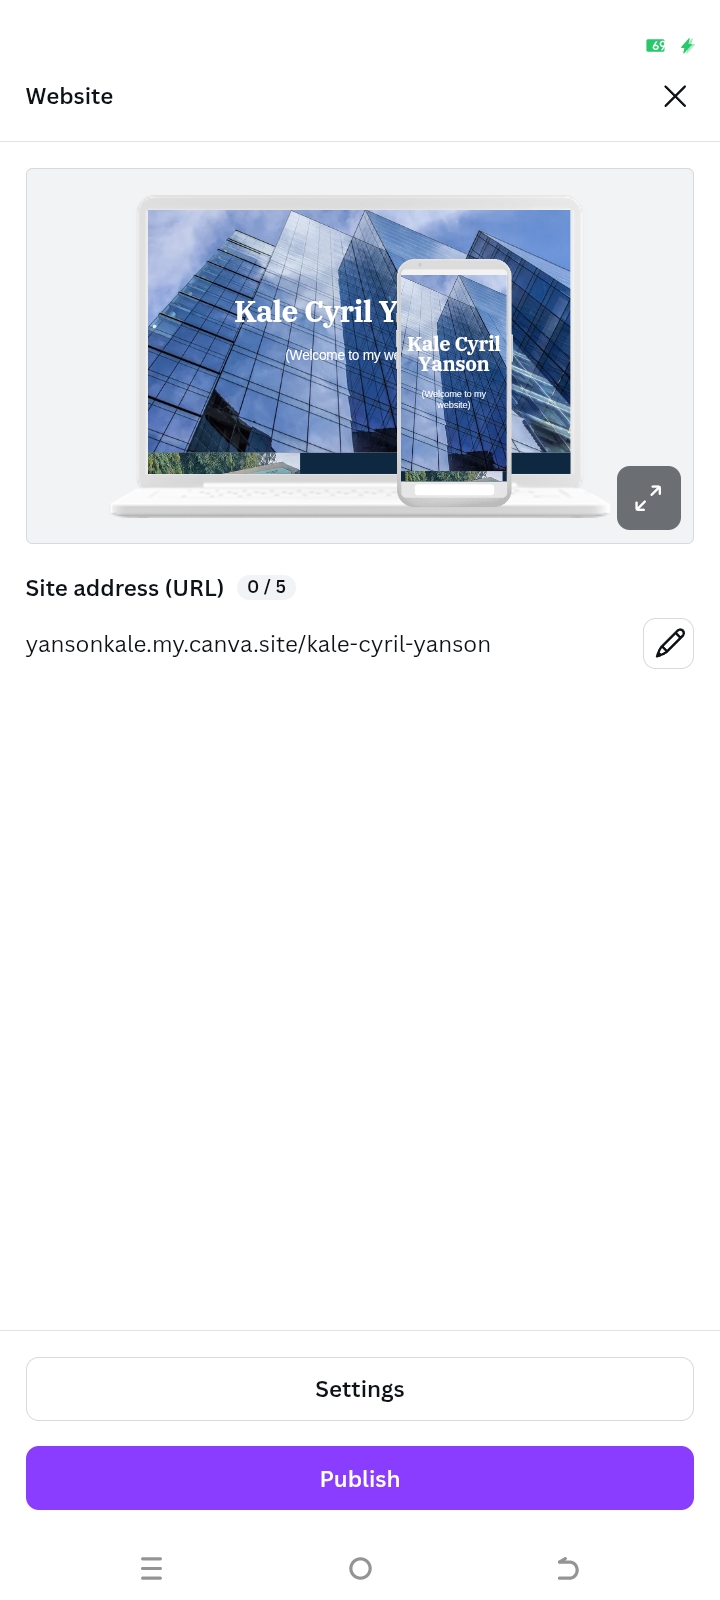 69
Website
Kale Cyril Y
(Welcome to my we
Kale Cyril
Yanson
(Welcome to my
website)
Site address (URL) 0 / 5
yansonkale.my.canva.site/kale-cyril-yanson
Settings
Publish